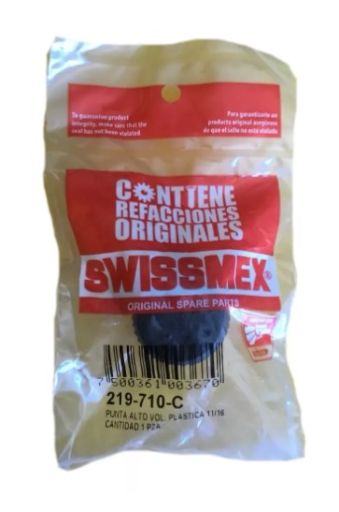 To guarantee product
integrity, make sure that the
seal has not been violated
Para garantizarle un
producto original asegúrese
de que el sello no esté violado
CONTIENE
REFACCIONES
ORIGINALES
SWISSMEX®
ORIGINAL SPARE PARTS
7 500361 003670
219-710-C
PUNTA ALTO VOL. PLASTICA 11/16
CANTIDAD 1 PZA